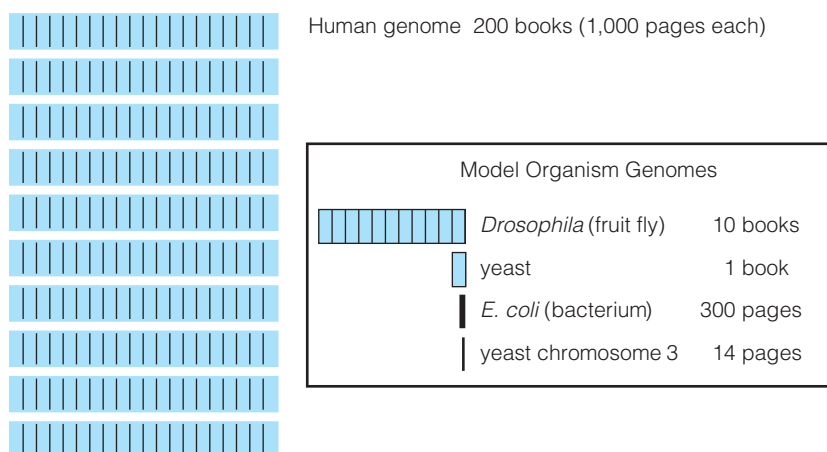 Human genome 200 books (1,000 pages each)
Model Organism Genomes
Drosophila (fruit fly) 10 books
yeast 1 book
E. coli (bacterium) 300 pages
yeast chromosome 3 14 pages